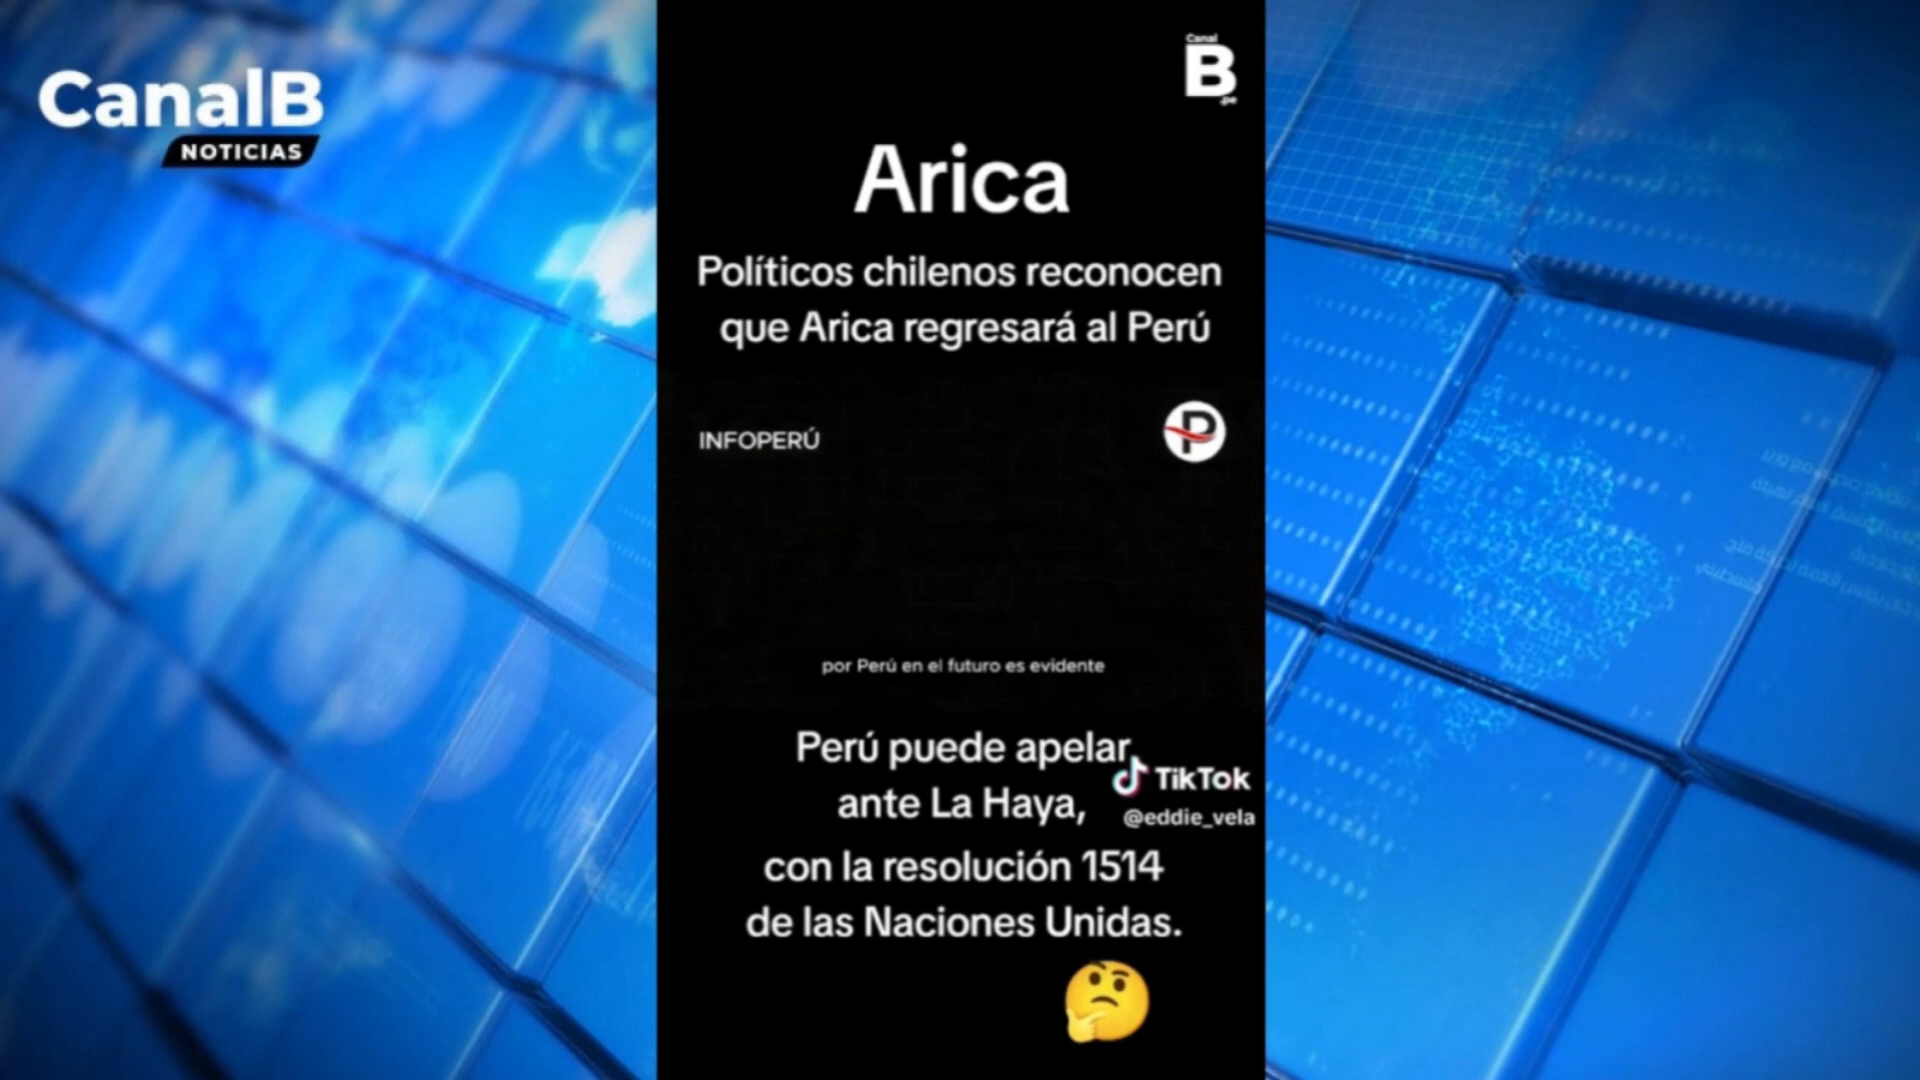 CanalB
NOTICIAS
Canal
B
.pe
Arica
Políticos chilenos reconocen
que Arica regresará al Perú
INFOPERÚ
P
por Perú en el futuro es evidente
Perú puede apelar
ante La Haya,
TikTok
@eddie_vela
con la resolución 1514
de las Naciones Unidas.